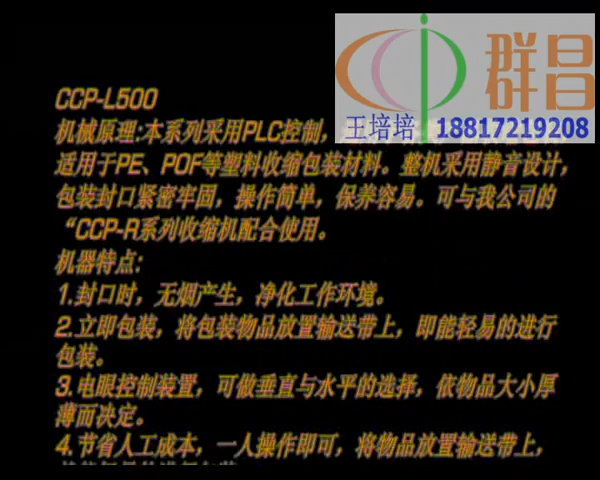 群昌
王培培 18817219208
CCP-L500
机械原理:本系列采用PLC控制，
适用于PE、POF等塑料收缩包装材料。整机采用静音设计，
包装封口紧密牢固，操作简单，保养容易。可与我公司的
“CCP-R系列收缩机配合使用。
机器特点:
1.封口时，无烟产生，净化工作环境。
2.立即包装，将包装物品放置输送带上，即能轻易的进行
包装。
3.电眼控制装置，可做垂直与水平的选择，依物品大小厚
薄而决定。
4.节省人工成本，一人操作即可，将物品放置输送带上，